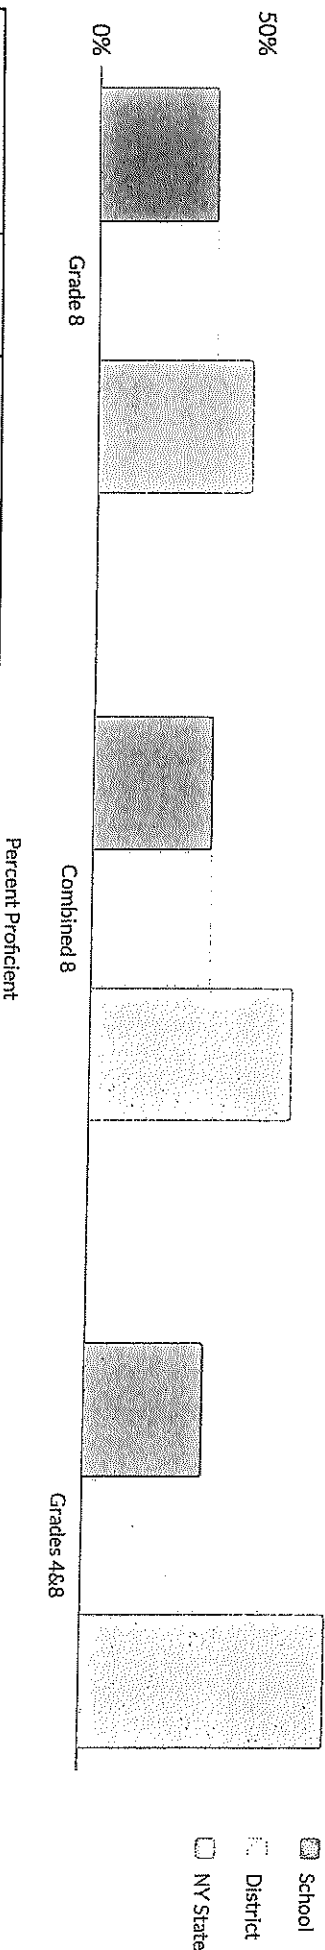 50%
0%
Grade 8
Combined 8
Grades 4&8
Percent Proficient
School
District
NY State